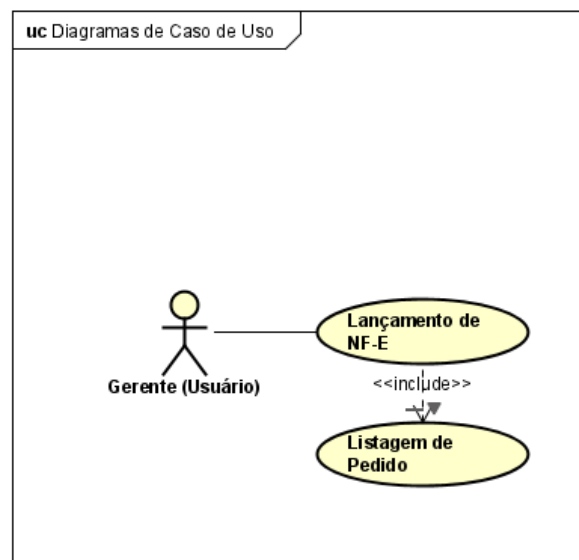 uc Diagramas de Caso de Uso
Lançamento de
NF-E
Gerente (Usuário)
<<include>>
Listagem de
Pedido